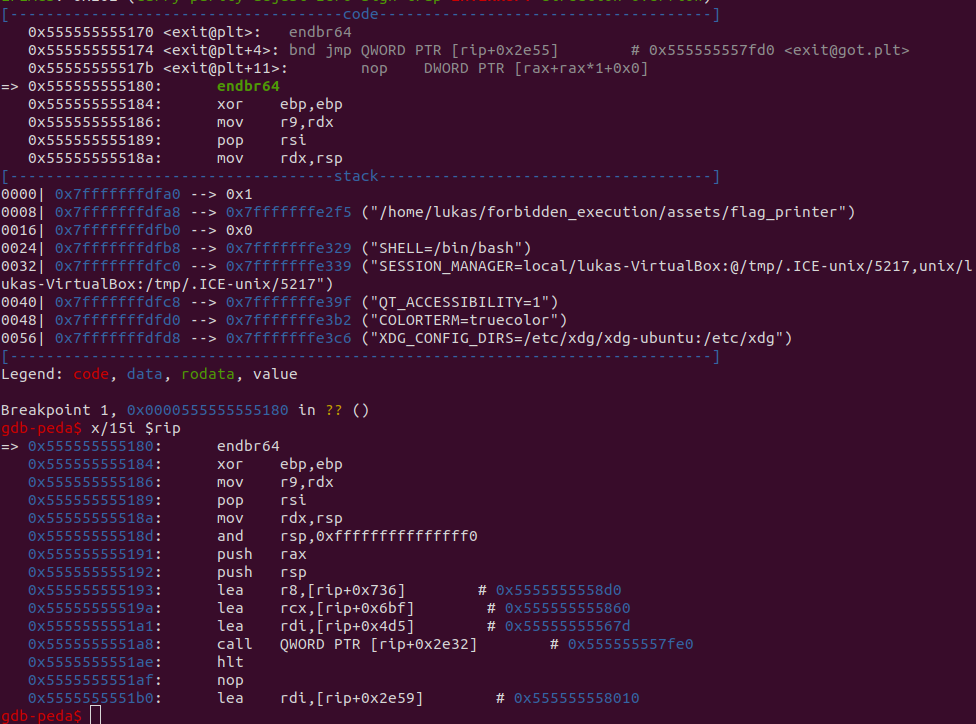 [-------------------------------------code-------------------------------------]
   0x555555555170 <exit@plt>:	endbr64
   0x555555555174 <exit@plt+4>:	bnd jmp QWORD PTR [rip+0x2e55]        # 0x555555557fd0 <exit@got.plt>
   0x55555555517b <exit@plt+11>:	nop    DWORD PTR [rax+rax*1+0x0]
=> 0x555555555180:	endbr64
   0x555555555184:	xor    ebp,ebp
   0x555555555186:	mov    r9,rdx
   0x555555555189:	pop    rsi
   0x55555555518a:	mov    rdx,rsp
[------------------------------------stack-------------------------------------]
0000| 0x7fffffffdfa0 --> 0x1
0008| 0x7fffffffdfa8 --> 0x7fffffffe2f5 ("/home/lukas/forbidden_execution/assets/flag_printer")
0016| 0x7fffffffdfb0 --> 0x0
0024| 0x7fffffffdfb8 --> 0x7fffffffe329 ("SHELL=/bin/bash")
0032| 0x7fffffffdfc0 --> 0x7fffffffe339 ("SESSION_MANAGER=local/lukas-VirtualBox:@/tmp/.ICE-unix/5217,unix/l
ukas-VirtualBox:/tmp/.ICE-unix/5217")
0040| 0x7fffffffdfc8 --> 0x7fffffffe39f ("QT_ACCESSIBILITY=1")
0048| 0x7fffffffdfd0 --> 0x7fffffffe3b2 ("COLORTERM=truecolor")
0056| 0x7fffffffdfd8 --> 0x7fffffffe3c6 ("XDG_CONFIG_DIRS=/etc/xdg/xdg-ubuntu:/etc/xdg")
[------------------------------------------------------------------------------]
Legend: code, data, rodata, value

Breakpoint 1, 0x0000555555555180 in ?? ()
gdb-peda$ x/15i $rip
=> 0x555555555180:	endbr64
   0x555555555184:	xor    ebp,ebp
   0x555555555186:	mov    r9,rdx
   0x555555555189:	pop    rsi
   0x55555555518a:	mov    rdx,rsp
   0x55555555518d:	and    rsp,0xfffffffffffffff0
   0x555555555191:	push   rax
   0x555555555192:	push   rsp
   0x555555555193:	lea    r8,[rip+0x736]        # 0x5555555558d0
   0x55555555519a:	lea    rcx,[rip+0x6bf]        # 0x555555555860
   0x5555555551a1:	lea    rdi,[rip+0x4d5]        # 0x55555555567d
   0x5555555551a8:	call   QWORD PTR [rip+0x2e32]        # 0x555555557fe0
   0x5555555551ae:	hlt
   0x5555555551af:	nop
   0x5555555551b0:	lea    rdi,[rip+0x2e59]        # 0x555555558010
gdb-peda$